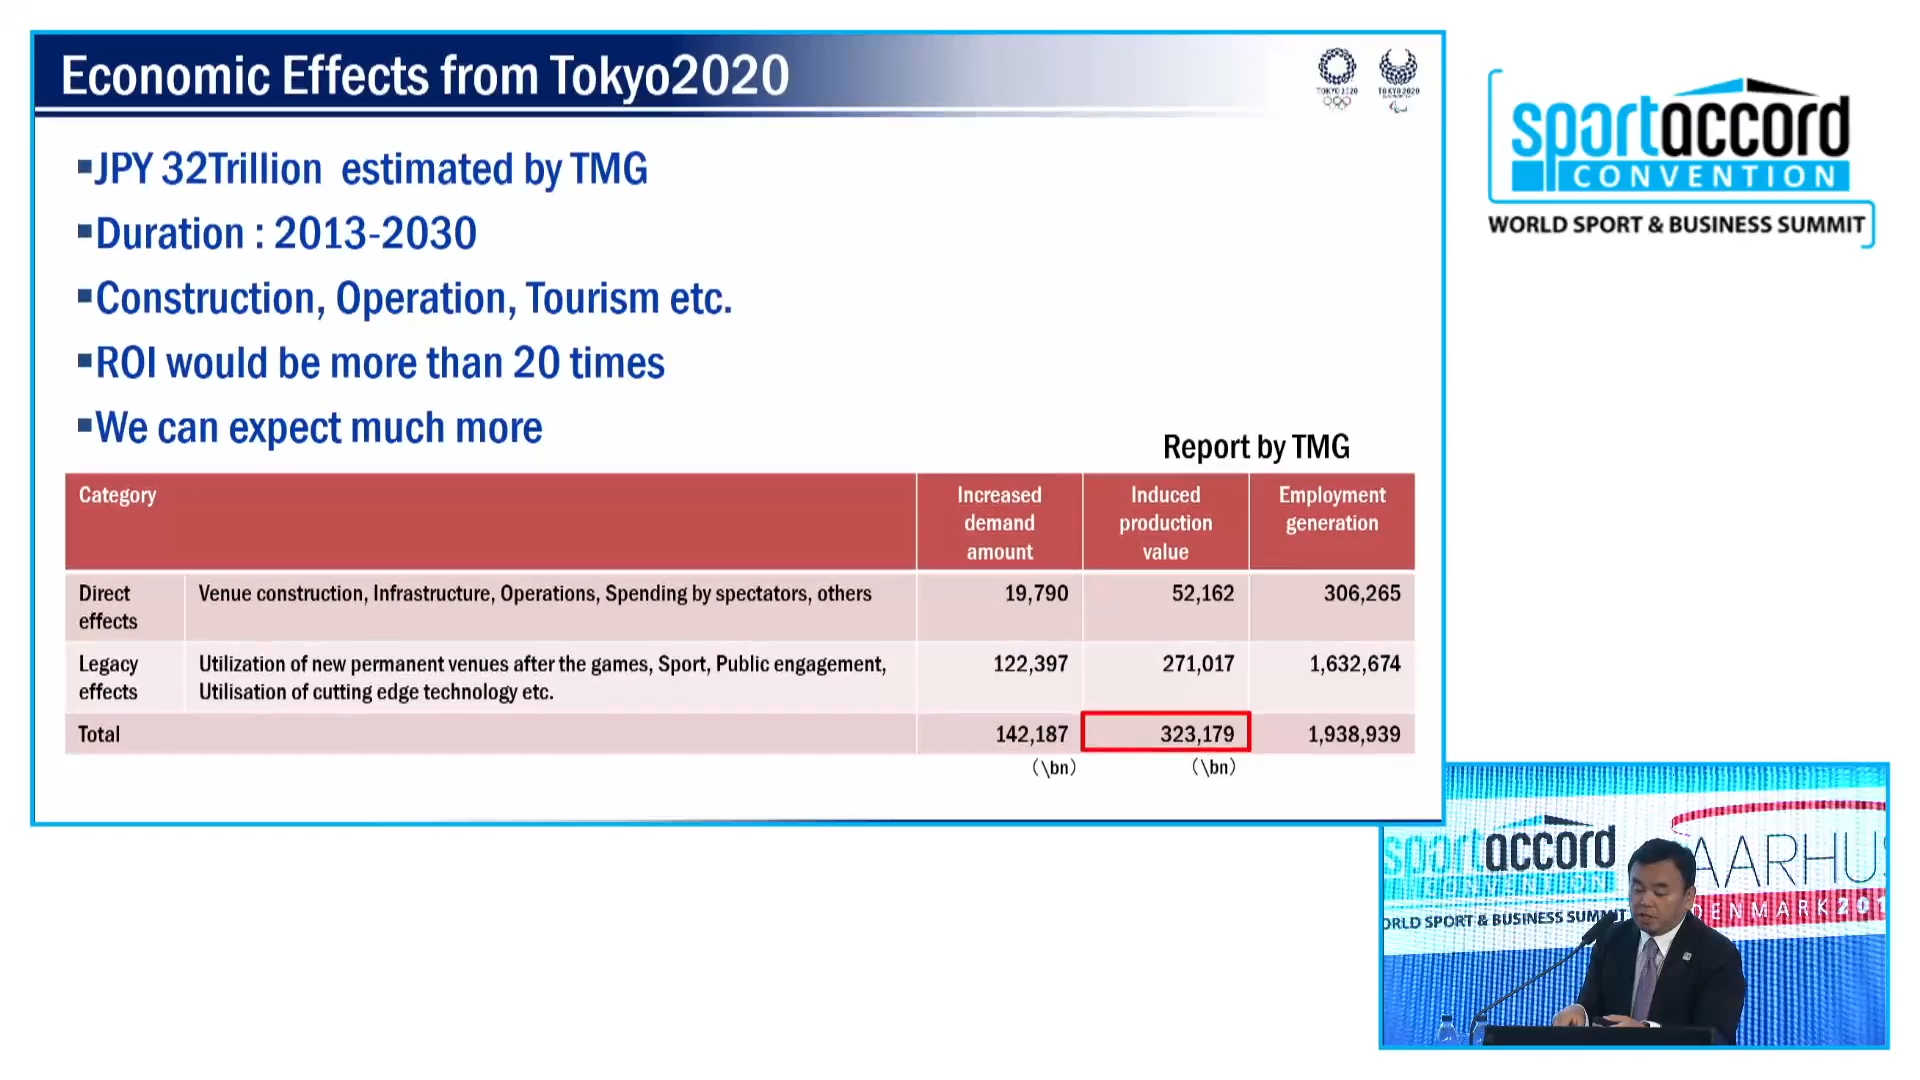 Economic Effects from Tokyo2020
TOKYO 2020
TOKYO 2020
▪JPY 32Trillion estimated by TMG
▪Duration : 2013-2030
▪Construction, Operation, Tourism etc.
▪ROI would be more than 20 times
▪We can expect much more
Report by TMG
Category
Increased
demand
amount
Induced
production
value
Employment
generation
Direct
effects
Venue construction, Infrastructure, Operations, Spending by spectators, others
19,790
52,162
306,265
Legacy
effects
Utilization of new permanent venues after the games, Sport, Public engagement,
Utilisation of cutting edge technology etc.
122,397
271,017
1,632,674
Total
142,187
323,179
1,938,939
(\bn)
(\bn)
sportaccord
CONVENTION
WORLD SPORT & BUSINESS SUMMIT
sportaccord
CONVENTION
ORLD SPORT & BUSINESS SUMMIT
AARHUS
DENMARK 201